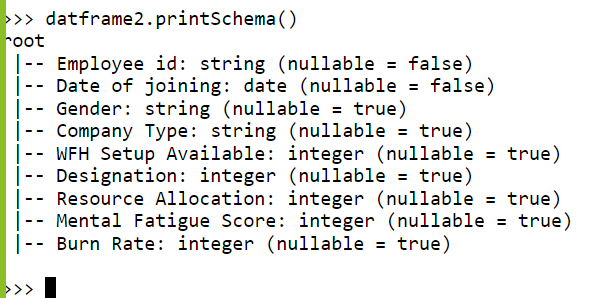 >>> datframe2.printSchema()
root
|-- Employee id: string (nullable = false)
|-- Date of joining: date (nullable = false)
|-- Gender: string (nullable = true)
|-- Company Type: string (nullable = true)
|-- WFH Setup Available: integer (nullable = true)
|-- Designation: integer (nullable = true)
|-- Resource Allocation: integer (nullable = true)
|-- Mental Fatigue Score: integer (nullable = true)
|-- Burn Rate: integer (nullable = true)
>>>